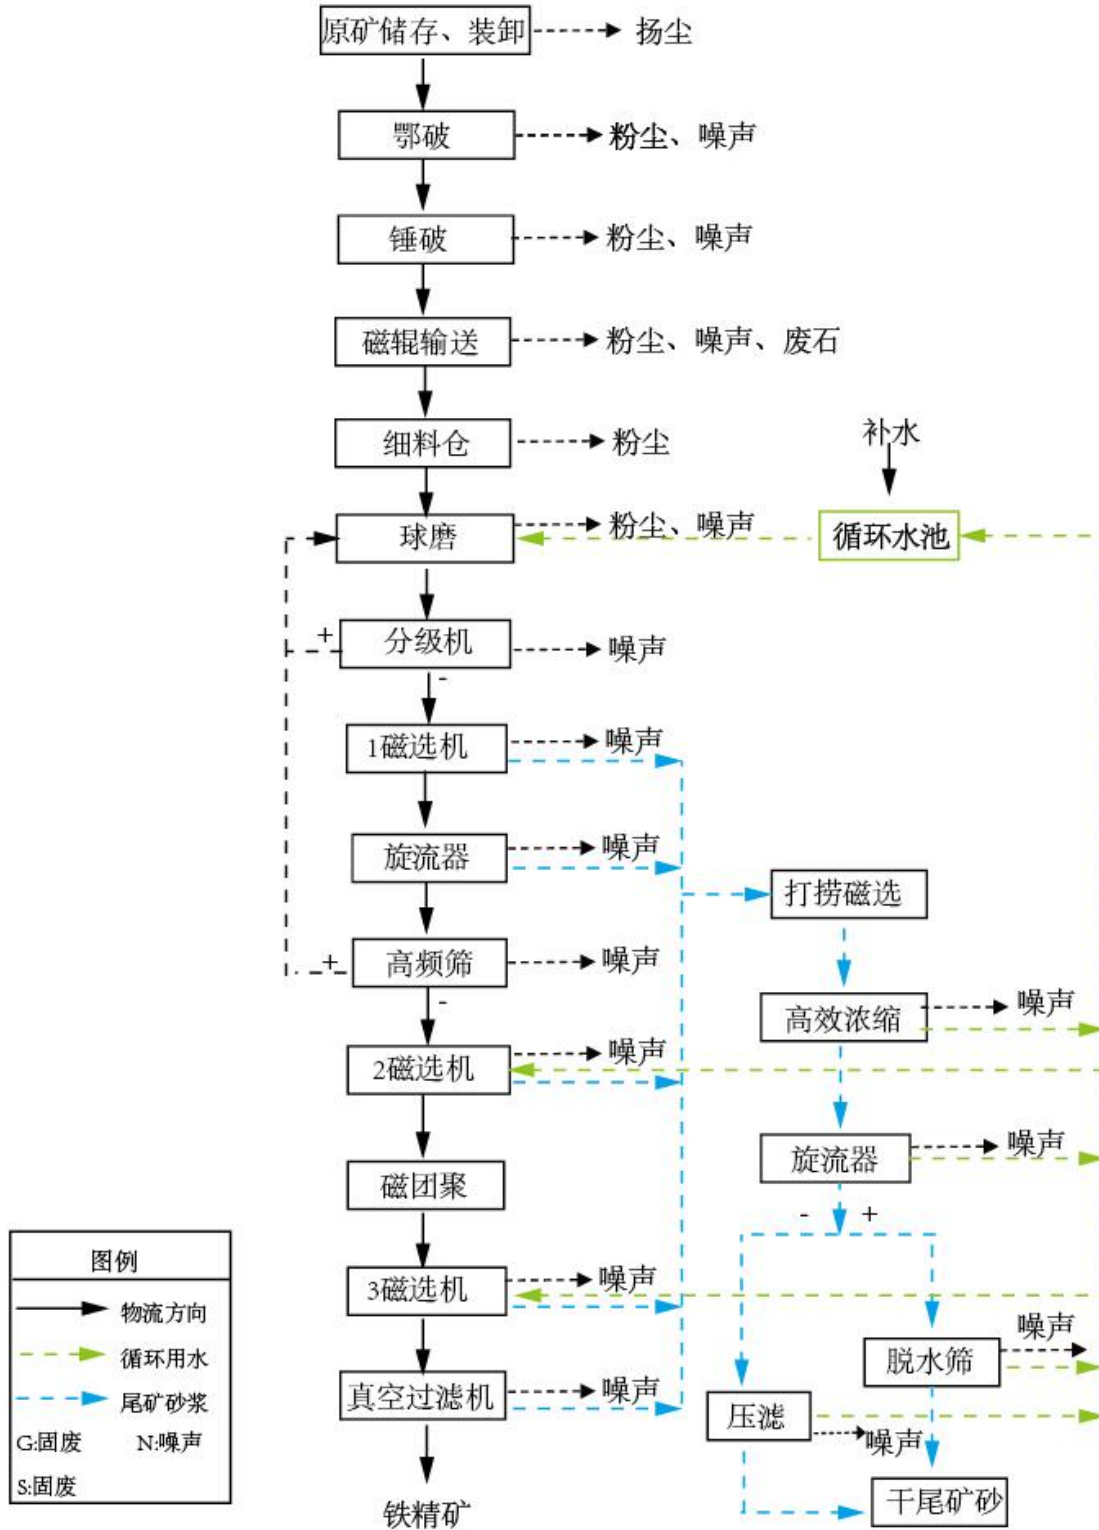 原矿储存、装卸
扬尘
鄂破
粉尘、噪声
锤破
粉尘、噪声
磁辊输送
粉尘、噪声、废石
细料仓
粉尘
补水
球磨
粉尘、噪声
循环水池
+
分级机
噪声
-
1磁选机
噪声
旋流器
噪声
打捞磁选
+
高频筛
噪声
-
高效浓缩
噪声
2磁选机
噪声
旋流器
噪声
磁团聚
- +
3磁选机
噪声
脱水筛
噪声
真空过滤机
噪声
压滤
噪声
铁精矿
干尾矿砂
图例
物流方向
循环用水
尾矿砂浆
G:固废 N:噪声
S:固废